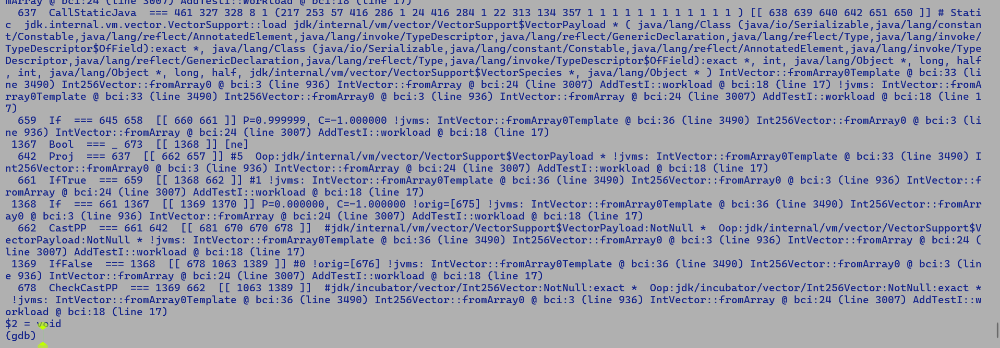 mArray @ bci:24 (line 3007) AddTestI::workload @ bci:18 (line 17)
  637  CallStaticJava  === 461 327 328 8 1 (217 253 57 416 286 1 24 416 284 1 22 313 134 357 1 1 1 1 1 1 1 1 1 1 1 1 ) [[ 638 639 640 642 651 650 ]] # Stati
c  jdk.internal.vm.vector.VectorSupport::load jdk/internal/vm/vector/VectorSupport$VectorPayload * ( java/lang/Class (java/io/Serializable,java/lang/constan
t/Constable,java/lang/reflect/AnnotatedElement,java/lang/invoke/TypeDescriptor,java/lang/reflect/GenericDeclaration,java/lang/reflect/Type,java/lang/invoke/
TypeDescriptor$OfField):exact *, java/lang/Class (java/io/Serializable,java/lang/constant/Constable,java/lang/reflect/AnnotatedElement,java/lang/invoke/Type
Descriptor,java/lang/reflect/GenericDeclaration,java/lang/reflect/Type,java/lang/invoke/TypeDescriptor$OfField):exact *, int, java/lang/Object *, long, half
, int, java/lang/Object *, long, half, jdk/internal/vm/vector/VectorSupport$VectorSpecies *, java/lang/Object * ) IntVector::fromArray0Template @ bci:33 (li
ne 3490) Int256Vector::fromArray0 @ bci:3 (line 936) IntVector::fromArray @ bci:24 (line 3007) AddTestI::workload @ bci:18 (line 17) !jvms: IntVector::fromA
rray0Template @ bci:33 (line 3490) Int256Vector::fromArray0 @ bci:3 (line 936) IntVector::fromArray @ bci:24 (line 3007) AddTestI::workload @ bci:18 (line 1
7)
  659  If  === 645 658  [[ 660 661 ]] P=0.999999, C=-1.000000 !jvms: IntVector::fromArray0Template @ bci:36 (line 3490) Int256Vector::fromArray0 @ bci:3 (li
ne 936) IntVector::fromArray @ bci:24 (line 3007) AddTestI::workload @ bci:18 (line 17)
 1367  Bool  === _ 673  [[ 1368 ]] [ne]
  642  Proj  === 637  [[ 662 657 ]] #5  Oop:jdk/internal/vm/vector/VectorSupport$VectorPayload * !jvms: IntVector::fromArray0Template @ bci:33 (line 3490) I
nt256Vector::fromArray0 @ bci:3 (line 936) IntVector::fromArray @ bci:24 (line 3007) AddTestI::workload @ bci:18 (line 17)
  661  IfTrue  === 659  [[ 1368 662 ]] #1 !jvms: IntVector::fromArray0Template @ bci:36 (line 3490) Int256Vector::fromArray0 @ bci:3 (line 936) IntVector::f
romArray @ bci:24 (line 3007) AddTestI::workload @ bci:18 (line 17)
 1368  If  === 661 1367  [[ 1369 1370 ]] P=0.000000, C=-1.000000 !orig=[675] !jvms: IntVector::fromArray0Template @ bci:36 (line 3490) Int256Vector::fromArr
ay0 @ bci:3 (line 936) IntVector::fromArray @ bci:24 (line 3007) AddTestI::workload @ bci:18 (line 17)
  662  CastPP  === 661 642  [[ 681 670 670 678 ]]  #jdk/internal/vm/vector/VectorSupport$VectorPayload:NotNull *  Oop:jdk/internal/vm/vector/VectorSupport$V
ectorPayload:NotNull * !jvms: IntVector::fromArray0Template @ bci:36 (line 3490) Int256Vector::fromArray0 @ bci:3 (line 936) IntVector::fromArray @ bci:24 (
line 3007) AddTestI::workload @ bci:18 (line 17)
 1369  IfFalse  === 1368  [[ 678 1063 1389 ]] #0 !orig=[676] !jvms: IntVector::fromArray0Template @ bci:36 (line 3490) Int256Vector::fromArray0 @ bci:3 (lin
e 936) IntVector::fromArray @ bci:24 (line 3007) AddTestI::workload @ bci:18 (line 17)
  678  CheckCastPP  === 1369 662  [[ 1063 1389 ]]  #jdk/incubator/vector/Int256Vector:NotNull:exact *  Oop:jdk/incubator/vector/Int256Vector:NotNull:exact *
 !jvms: IntVector::fromArray0Template @ bci:36 (line 3490) Int256Vector::fromArray0 @ bci:3 (line 936) IntVector::fromArray @ bci:24 (line 3007) AddTestI::w
orkload @ bci:18 (line 17)
$2 = void
(gdb)